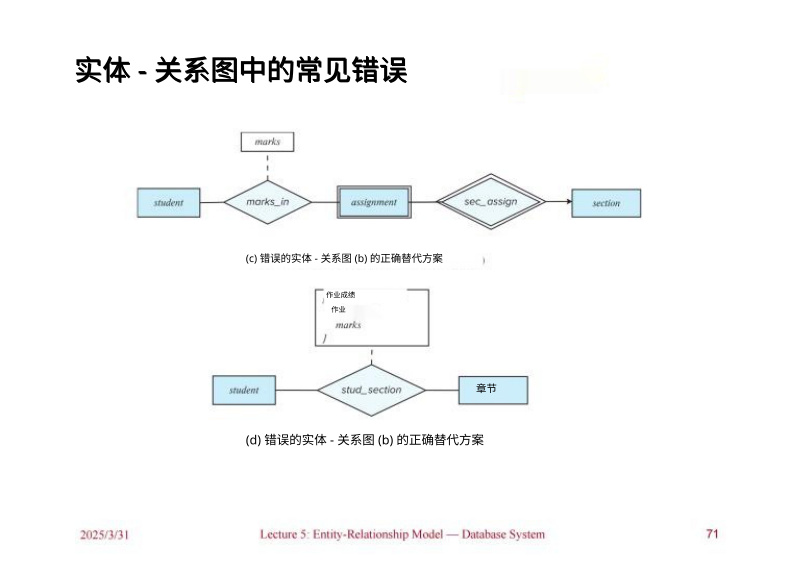 实体 - 关系图中的常见错误
marks
student
marks_in
assignment
sec_assign
section
(c) 错误的实体 - 关系图 (b) 的正确替代方案
)
{
作业成绩
作业
marks
}
student
stud_section
章节
(d) 错误的实体 - 关系图 (b) 的正确替代方案
2025/3/31
Lecture 5: Entity-Relationship Model — Database System
71